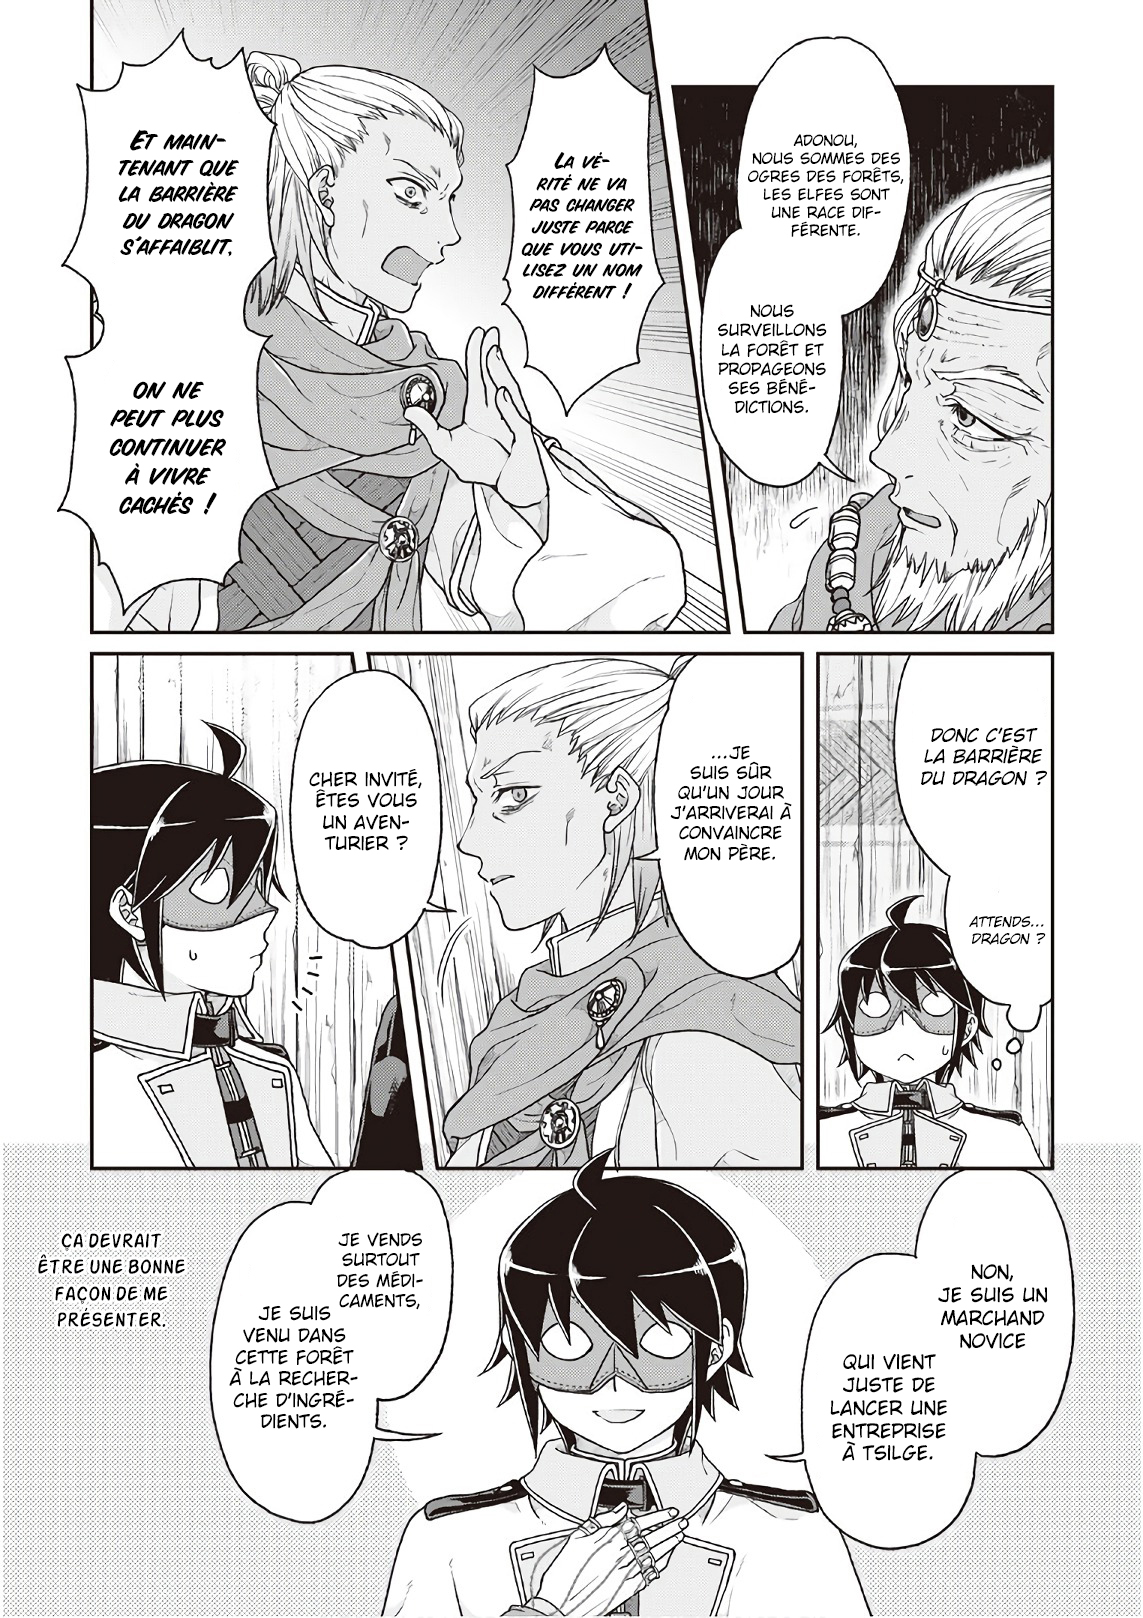 ADONOU,
NOUS SOMMES DES
OGRES DES FORÊTS,
LES ELFES SONT
UNE RACE DIF-
FÉRENTE.
NOUS
SURVEILLONS
LA FORÊT ET
PROPAGEONS
SES BÉNÉ-
DICTIONS.
LA VÉ-
RITÉ NE VA
PAS CHANGER
JUSTE PARCE
QUE VOUS UTI-
LISEZ UN NOM
DIFFÉRENT !
ET MAIN-
TENANT QUE
LA BARRIÈRE
DU DRAGON
S'AFFAIBLIT,
ON NE
PEUT PLUS
CONTINUER
À VIVRE
CACHÉS !
DONC C'EST
LA BARRIÈRE
DU DRAGON ?
ATTENDS...
DRAGON ?
...JE
SUIS SÛR
QU'UN JOUR
J'ARRIVERAI À
CONVAINCRE
MON PÈRE.
CHER INVITÉ,
ÊTES VOUS
UN AVEN-
TURIER ?
NON,
JE SUIS UN
MARCHAND
NOVICE
QUI VIENT
JUSTE DE
LANCER UNE
ENTREPRISE
À TSILGE.
JE VENDS
SURTOUT
DES MÉDI-
CAMENTS,
JE SUIS
VENU DANS
CETTE FORÊT
À LA RECHER-
CHE D'INGRÉ-
DIENTS.
ÇA DEVRAIT
ÊTRE UNE BONNE
FAÇON DE ME
PRÉSENTER.